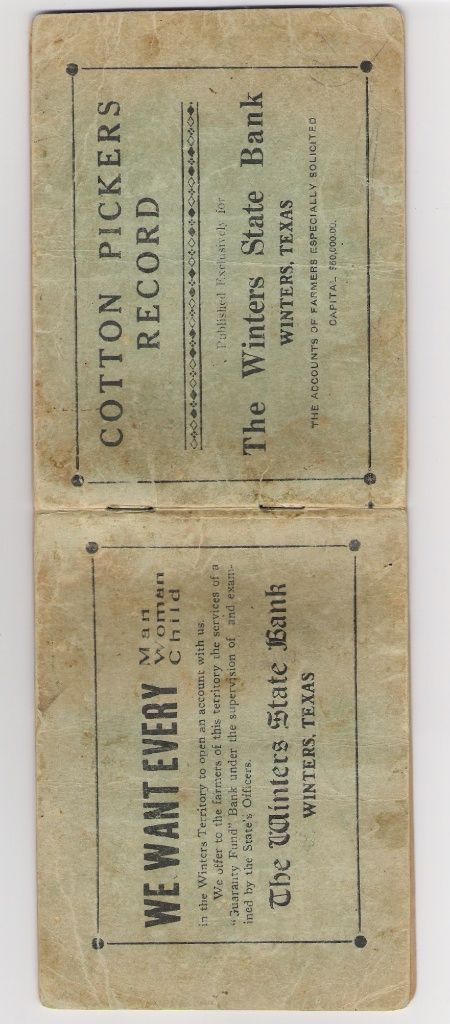 COTTON PICKERS
RECORD
Published Exclusively for
The Winters State Bank
WINTERS, TEXAS
THE ACCOUNTS OF FARMERS ESPECIALLY SOLICITED
CAPITAL $50,000.00.
WE WANT EVERY Man Woman Child
in the Winters Territory to open an account with us.
We offer to the farmers of this territory the services of a
"Guaranty Fund" Bank under the supervision of and exam-
ined by the State's Officers.
The Winters State Bank
WINTERS, TEXAS